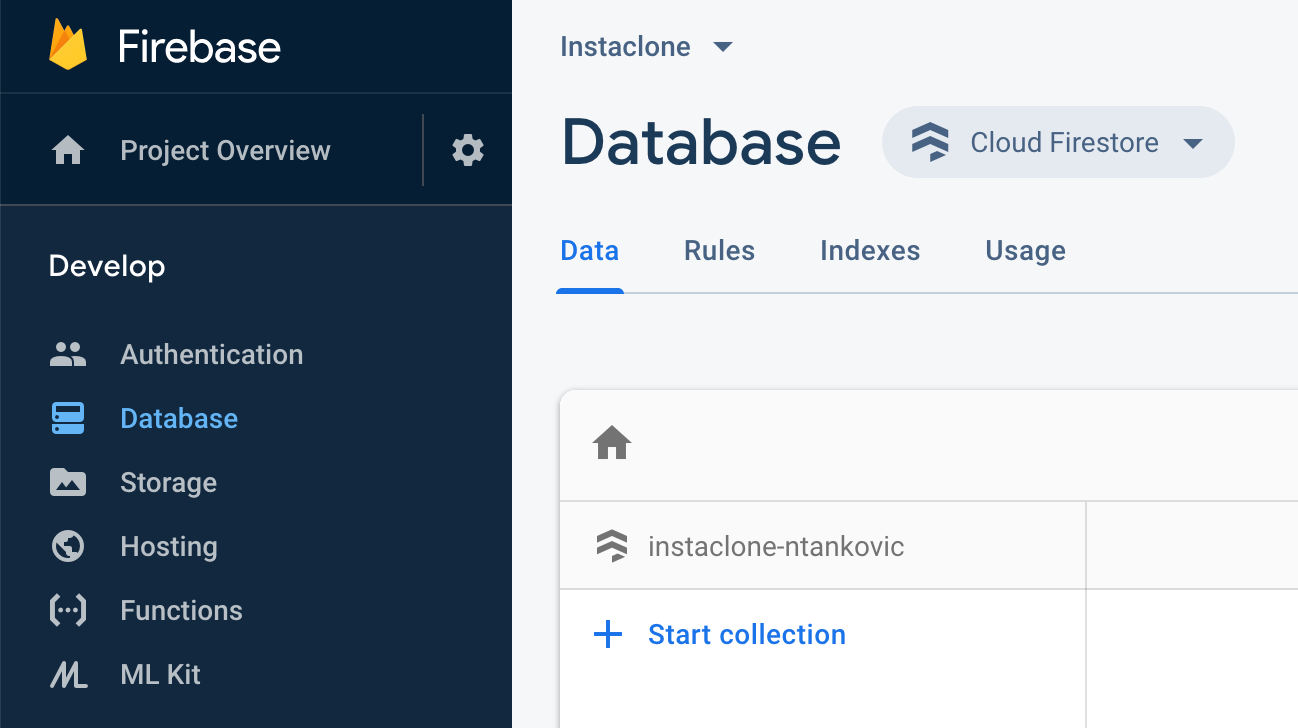 Firebase
Project Overview
Develop
Authentication
Database
Storage
Hosting
Functions
ML Kit
Instaclone
Database
Cloud Firestore
Data Rules Indexes Usage
instaclone-ntankovic
Start collection